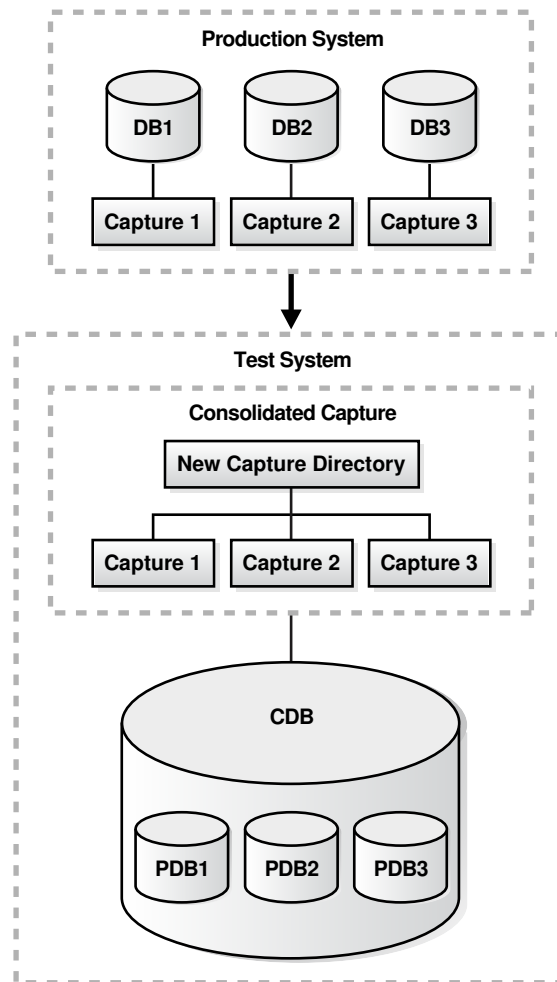 Production System
DB1
DB2
DB3
Capture 1
Capture 2
Capture 3
Test System
Consolidated Capture
New Capture Directory
Capture 1
Capture 2
Capture 3
CDB
PDB1
PDB2
PDB3